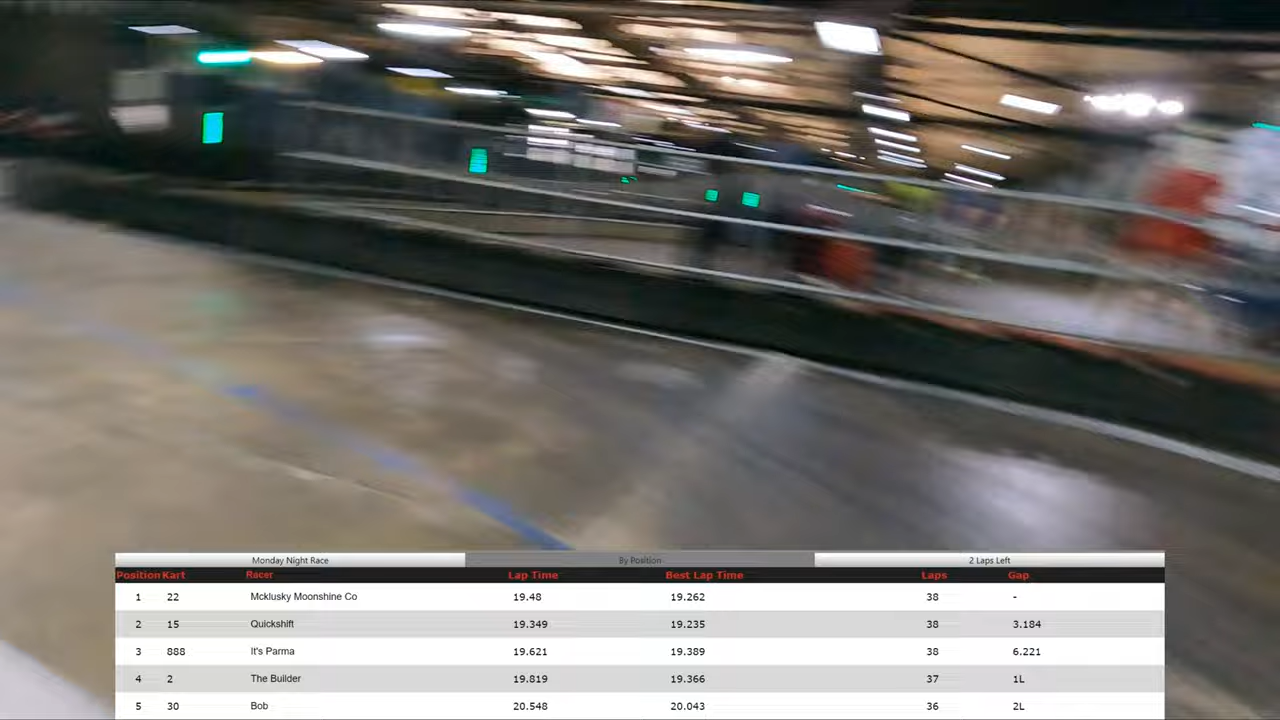 Monday Night Race By Position 2 Laps Left
Position Kart Racer Lap Time Best Lap Time Laps Gap
1 22 Mcklusky Moonshine Co 19.48 19.262 38 -
2 15 Quickshift 19.349 19.235 38 3.184
3 888 It's Parma 19.621 19.389 38 6.221
4 2 The Builder 19.819 19.366 37 1L
5 30 Bob 20.548 20.043 36 2L